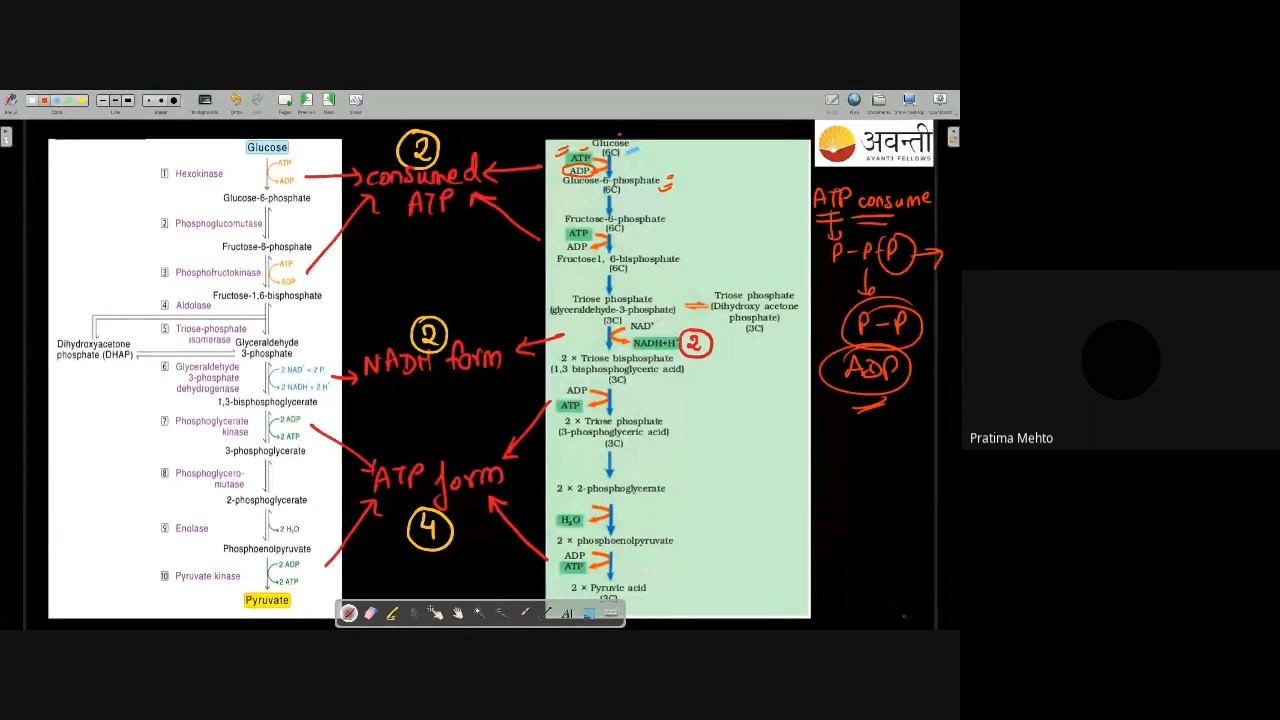 Glucose
ATP
ADP
1 Hexokinase
Glucose-6-phosphate
2 Phosphoglucomutase
Fructose-6-phosphate
ATP
3 Phosphofructokinase
ADP
Fructose-1,6-bisphosphate
4 Aldolase
5 Triose-phosphate
isomerase
Dihydroxyacetone
phosphate (DHAP)
Glyceraldehyde
3-phosphate
6 Glyceraldehyde
3-phosphate
dehydrogenase
2 NAD+ + 2 Pi
2 NADH + 2 H+
1,3-bisphosphoglycerate
7 Phosphoglycerate
kinase
2 ADP
2 ATP
3-phosphoglycerate
8 Phosphoglycero-
mutase
2-phosphoglycerate
9 Enolase
2 H₂O
Phosphoenolpyruvate
10 Pyruvate kinase
2 ADP
2 ATP
Pyruvate
2
consumed
ATP
2
NADH form
ATP form
4
Glucose
(6C)
ATP
ADP
Glucose-6-phosphate
(6C)
Fructose-6-phosphate
(6C)
ATP
ADP
Fructose1, 6-bisphosphate
(6C)
Triose phosphate
(glyceraldehyde-3-phosphate)
(3C)
Triose phosphate
(Dihydroxy acetone
phosphate)
(3C)
NAD+
NADH+H+
2
2 × Triose bisphosphate
(1,3 bisphosphoglyceric acid)
(3C)
ADP
ATP
2 × Triose phosphate
(3-phosphoglyceric acid)
(3C)
2 × 2-phosphoglycerate
H₂O
2 × phosphoenolpyruvate
ADP
ATP
2 × Pyruvic acid
(3C)
अवन्ती
AVANTI FELLOWS
ATP consume
P-P-P
P-P
ADP
Pratima Mehto